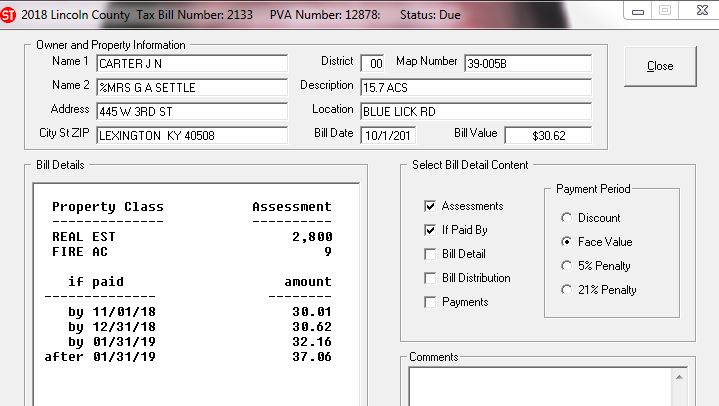 ST 2018 Lincoln County Tax Bill Number: 2133 PVA Number: 12878: Status: Due
Owner and Property Information
Name 1 CARTER J N District 00 Map Number 39-005B
Close
Name 2 %MRS G A SETTLE Description 15.7 ACS
Address 445 W 3RD ST Location BLUE LICK RD
City St ZIP LEXINGTON KY 40508 Bill Date 10/1/201 Bill Value $30.62
Bill Details
Property Class Assessment
-------------- ----------
REAL EST 2,800
FIRE AC 9
if paid amount
-------------- --------
by 11/01/18 30.01
by 12/31/18 30.62
by 01/31/19 32.16
after 01/31/19 37.06
Select Bill Detail Content
Assessments
If Paid By
Bill Detail
Bill Distribution
Payments
Payment Period
Discount
Face Value
5% Penalty
21% Penalty
Comments